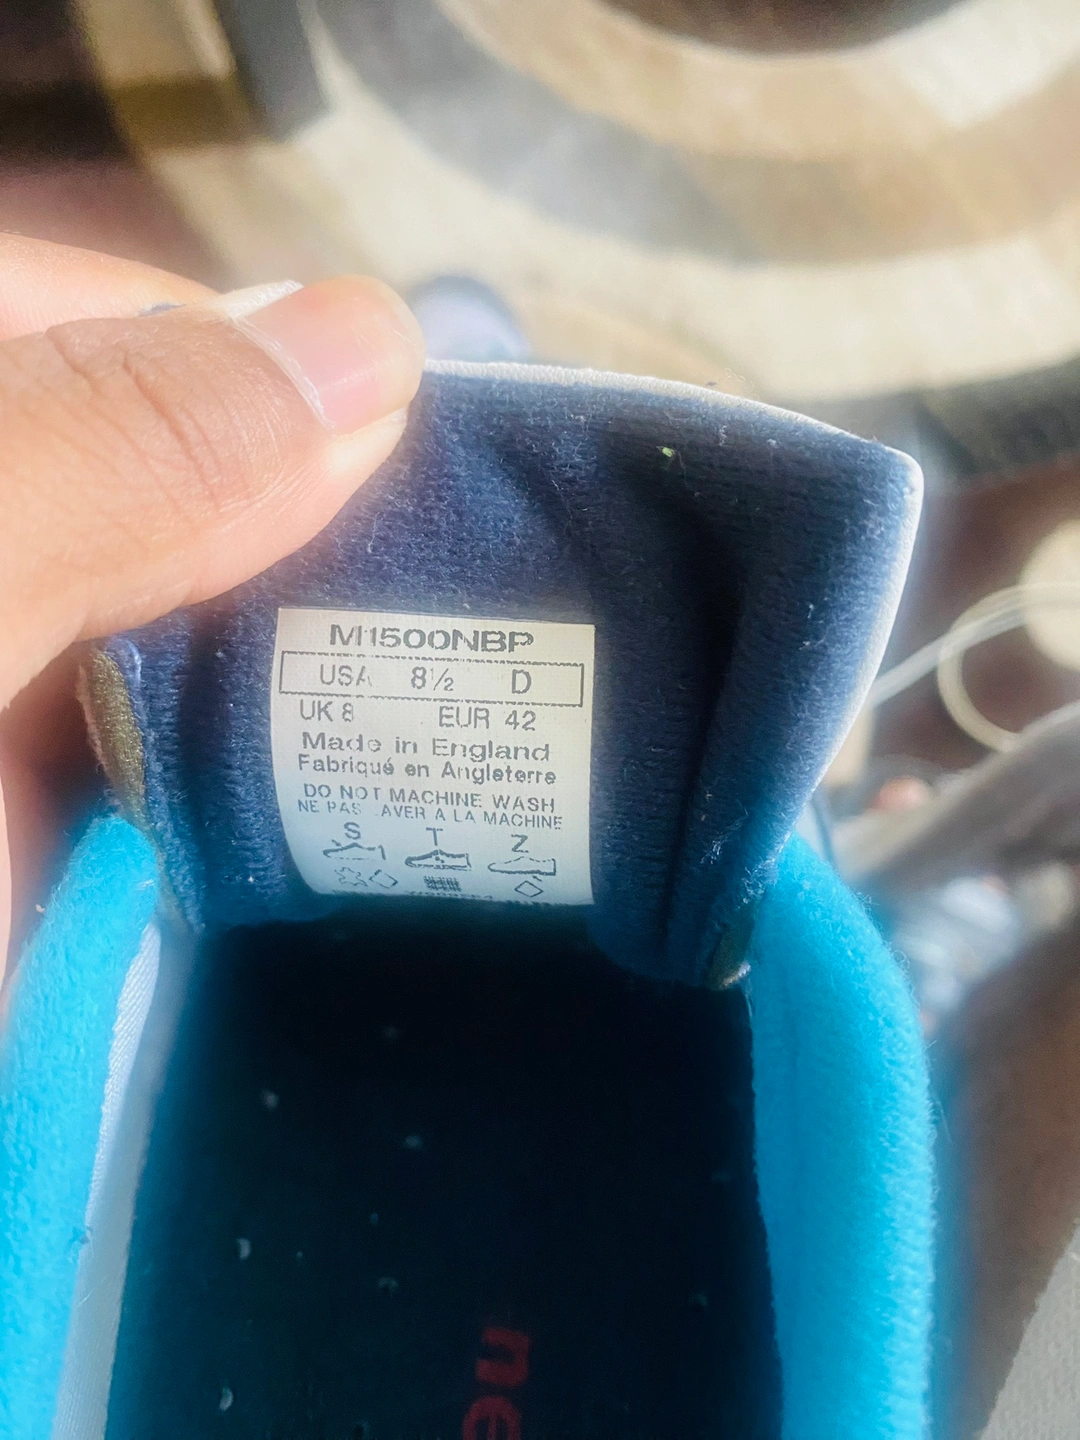 M1500NBP
USA 8½ D
UK 8 EUR 42
Made in England
Fabriqué en Angleterre
DO NOT MACHINE WASH
NE PAS LAVER A LA MACHINE
S T Z
ne